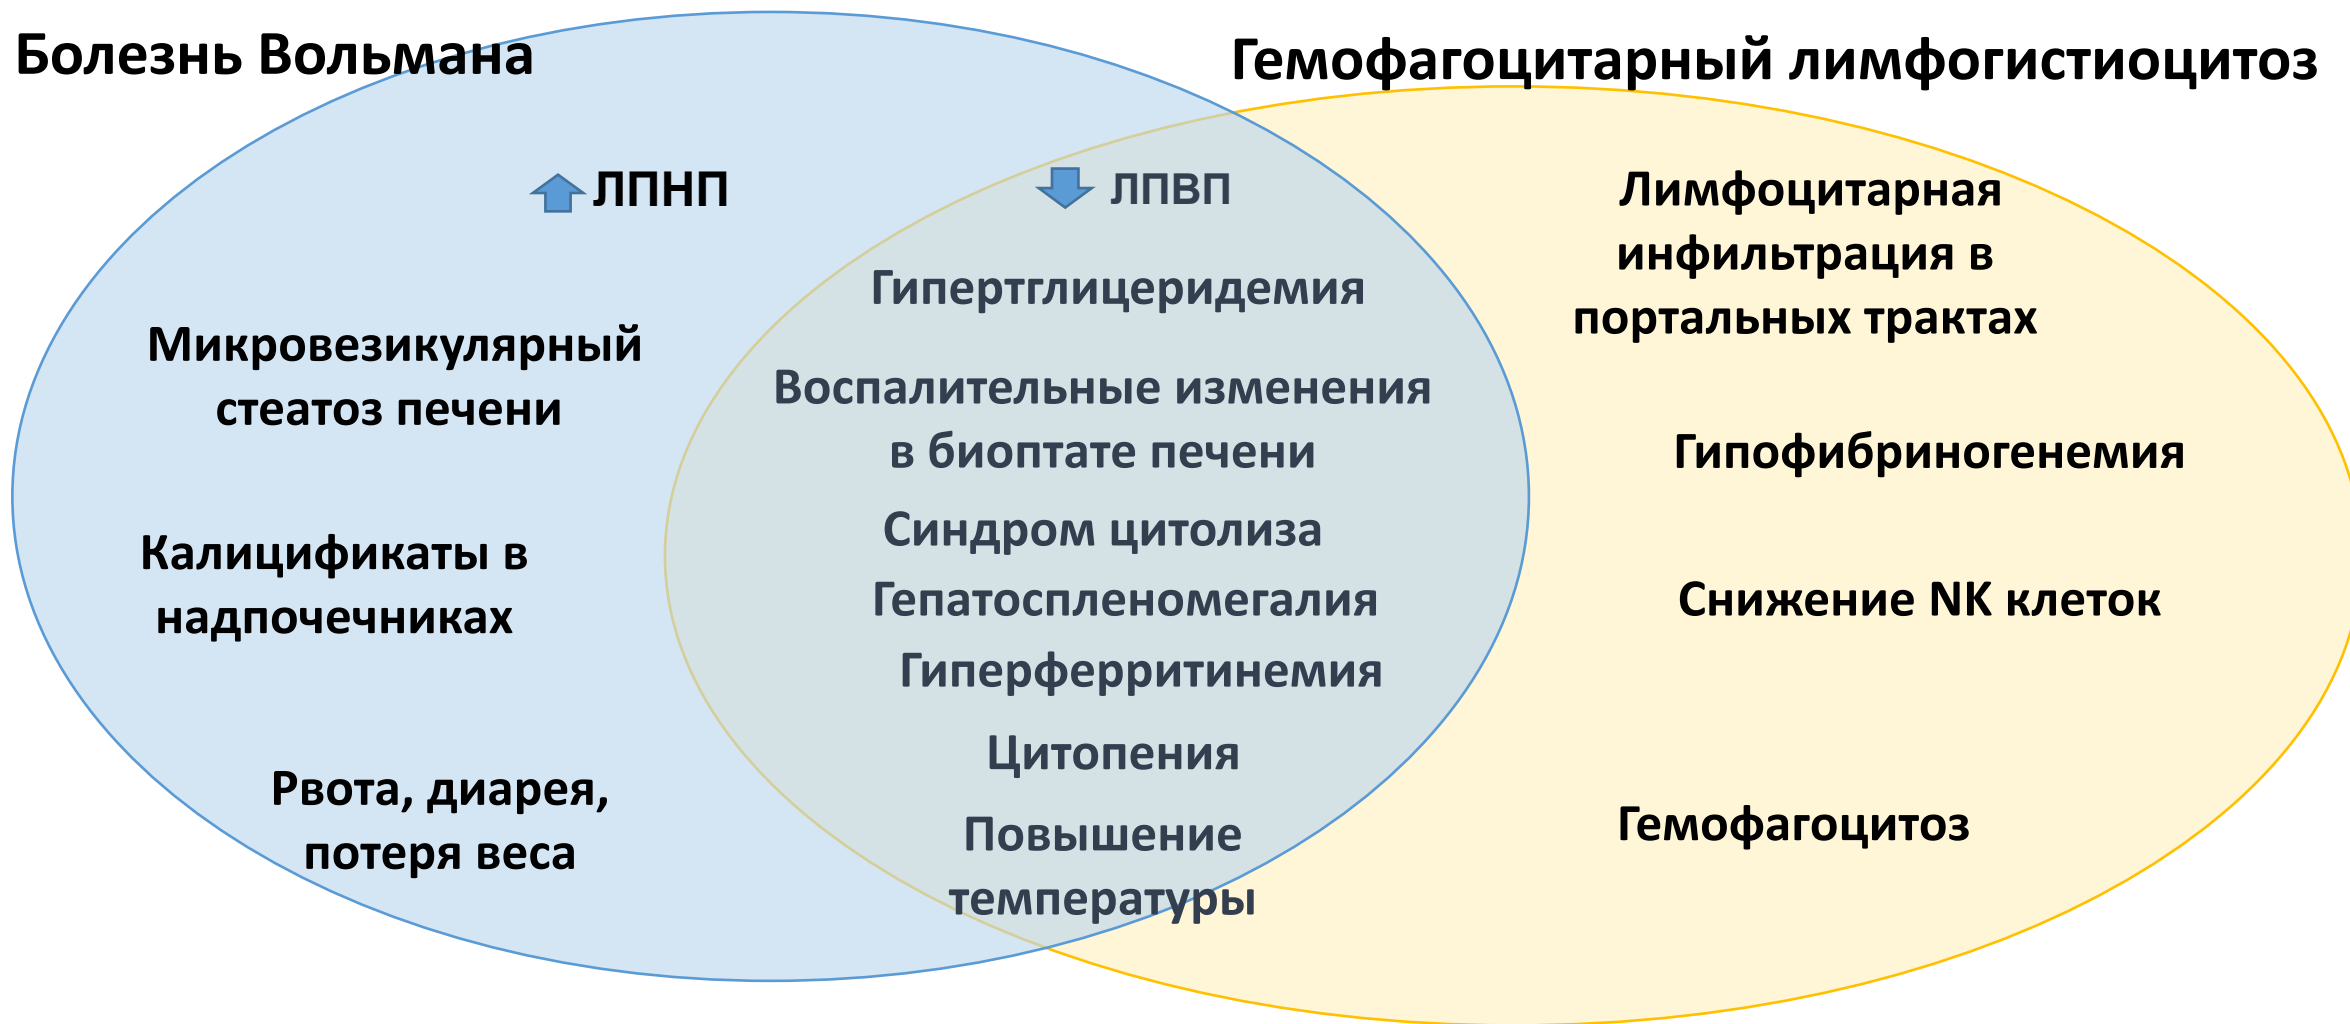 Болезнь Вольмана
Гемофагоцитарный лимфогистиоцитоз
ЛПНП
Микровезикулярный
стеатоз печени
Калицификаты в
надпочечниках
Рвота, диарея,
потеря веса
ЛПВП
Гипертглицеридемия
Воспалительные изменения
в биоптате печени
Синдром цитолиза
Гепатоспленомегалия
Гиперферритинемия
Цитопения
Повышение
температуры
Лимфоцитарная
инфильтрация в
портальных трактах
Гипофибриногенемия
Снижение NK клеток
Гемофагоцитоз